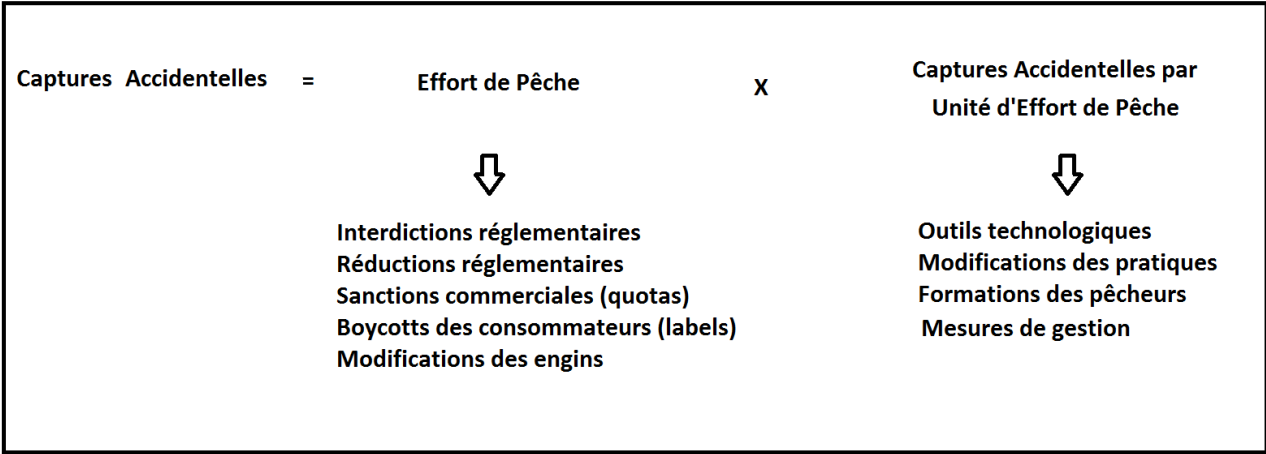 Captures Accidentelles = Effort de Pêche X Captures Accidentelles par
Unité d'Effort de Pêche
Interdictions réglementaires
Réductions réglementaires
Sanctions commerciales (quotas)
Boycotts des consommateurs (labels)
Modifications des engins
Outils technologiques
Modifications des pratiques
Formations des pêcheurs
Mesures de gestion